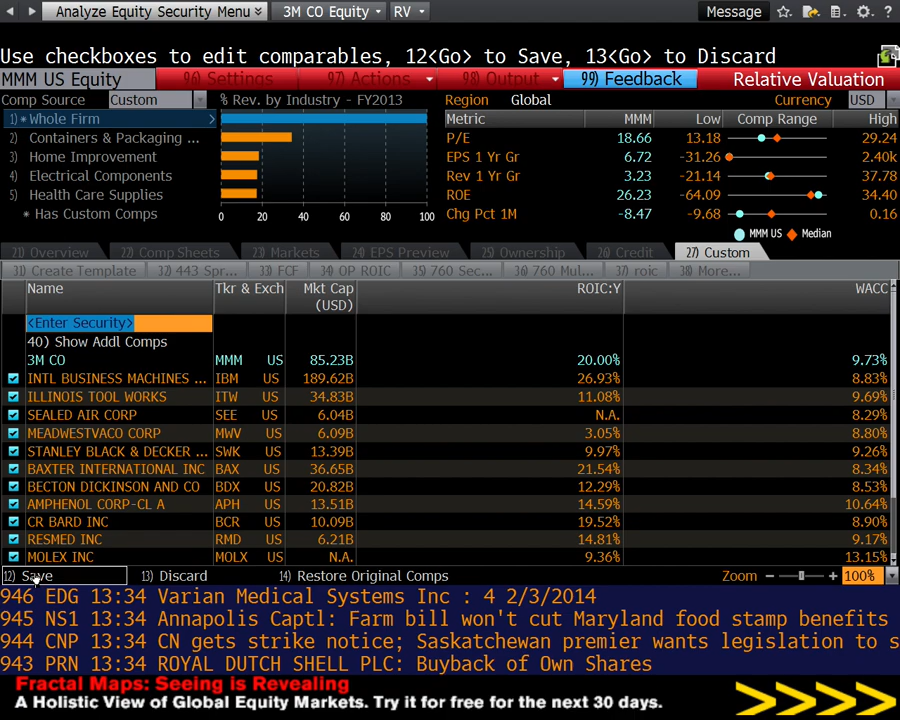 Analyze Equity Security Menu 3M CO Equity RV Message ?
Use checkboxes to edit comparables, 12<Go> to Save, 13<Go> to Discard
MMM US Equity 96) Settings 97) Actions 98) Output 99) Feedback Relative Valuation
Comp Source Custom % Rev. by Industry - FY2013 Region Global Currency USD
1) * Whole Firm > Metric MMM Low Comp Range High
2) Containers & Packaging ... P/E 18.66 13.18 29.24
3) Home Improvement EPS 1 Yr Gr 6.72 -31.26 2.40k
4) Electrical Components Rev 1 Yr Gr 3.23 -21.14 37.78
5) Health Care Supplies ROE 26.23 -64.09 34.40
* Has Custom Comps 0 20 40 60 80 100 Chg Pct 1M -8.47 -9.68 0.16
MMM US Median
21) Overview 22) Comp Sheets 23) Markets 24) EPS Preview 25) Ownership 26) Credit 27) Custom
31) Create Template 32) 443 Spr... 33) FCF 34) OP ROIC 35) 760 Sec... 36) 760 Mul... 37) roic 38) More...
Name Tkr & Exch Mkt Cap ROIC:Y WACC
(USD)
<Enter Security>
40) Show Addl Comps
3M CO MMM US 85.23B 20.00% 9.73%
INTL BUSINESS MACHINES ... IBM US 189.62B 26.93% 8.83%
ILLINOIS TOOL WORKS ITW US 34.83B 11.08% 9.69%
SEALED AIR CORP SEE US 6.04B N.A. 8.29%
MEADWESTVACO CORP MWV US 6.09B 3.05% 8.80%
STANLEY BLACK & DECKER ... SWK US 13.39B 9.97% 9.26%
BAXTER INTERNATIONAL INC BAX US 36.65B 21.54% 8.34%
BECTON DICKINSON AND CO BDX US 20.82B 12.29% 8.53%
AMPHENOL CORP-CL A APH US 13.51B 14.59% 10.64%
CR BARD INC BCR US 10.09B 19.52% 8.90%
RESMED INC RMD US 6.21B 14.81% 9.17%
MOLEX INC MOLX US N.A. 9.36% 13.15%
12) Save 13) Discard 14) Restore Original Comps Zoom - + 100%
946 EDG 13:34 Varian Medical Systems Inc : 4 2/3/2014
945 NS1 13:34 Annapolis Captl: Farm bill won't cut Maryland food stamp benefits
944 CNP 13:34 CN gets strike notice; Saskatchewan premier wants legislation to s
943 PRN 13:34 ROYAL DUTCH SHELL PLC: Buyback of Own Shares
Fractal Maps: Seeing is Revealing
A Holistic View of Global Equity Markets. Try it for free for the next 30 days.